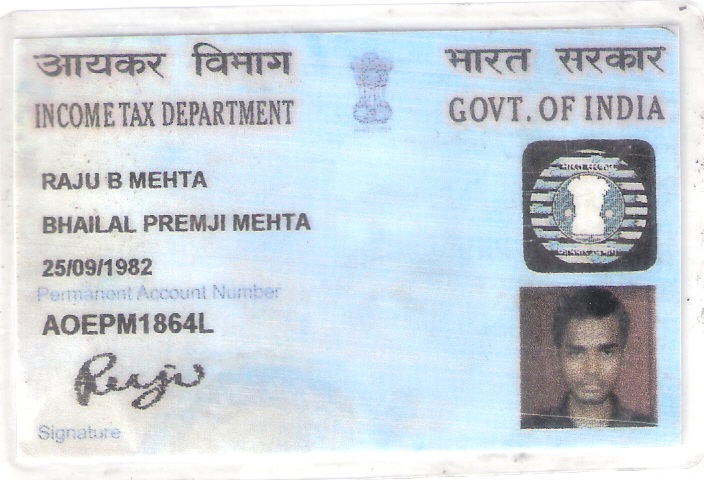 आयकर विभाग भारत सरकार
INCOME TAX DEPARTMENT GOVT. OF INDIA
RAJU B MEHTA
BHAILAL PREMJI MEHTA
25/09/1982
Permanent Account Number
AOEPM1864L
Raju
Signature